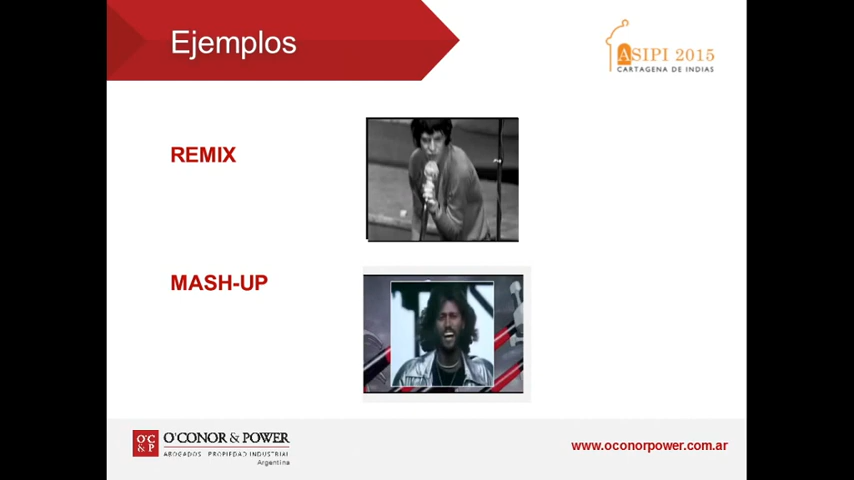 Ejemplos
ASIPI 2015
CARTAGENA DE INDIAS
REMIX
MASH-UP
O'C & P
O'CONOR & POWER
ABOGADOS PROPIEDAD INDUSTRIAL
Argentina
www.oconorpower.com.ar